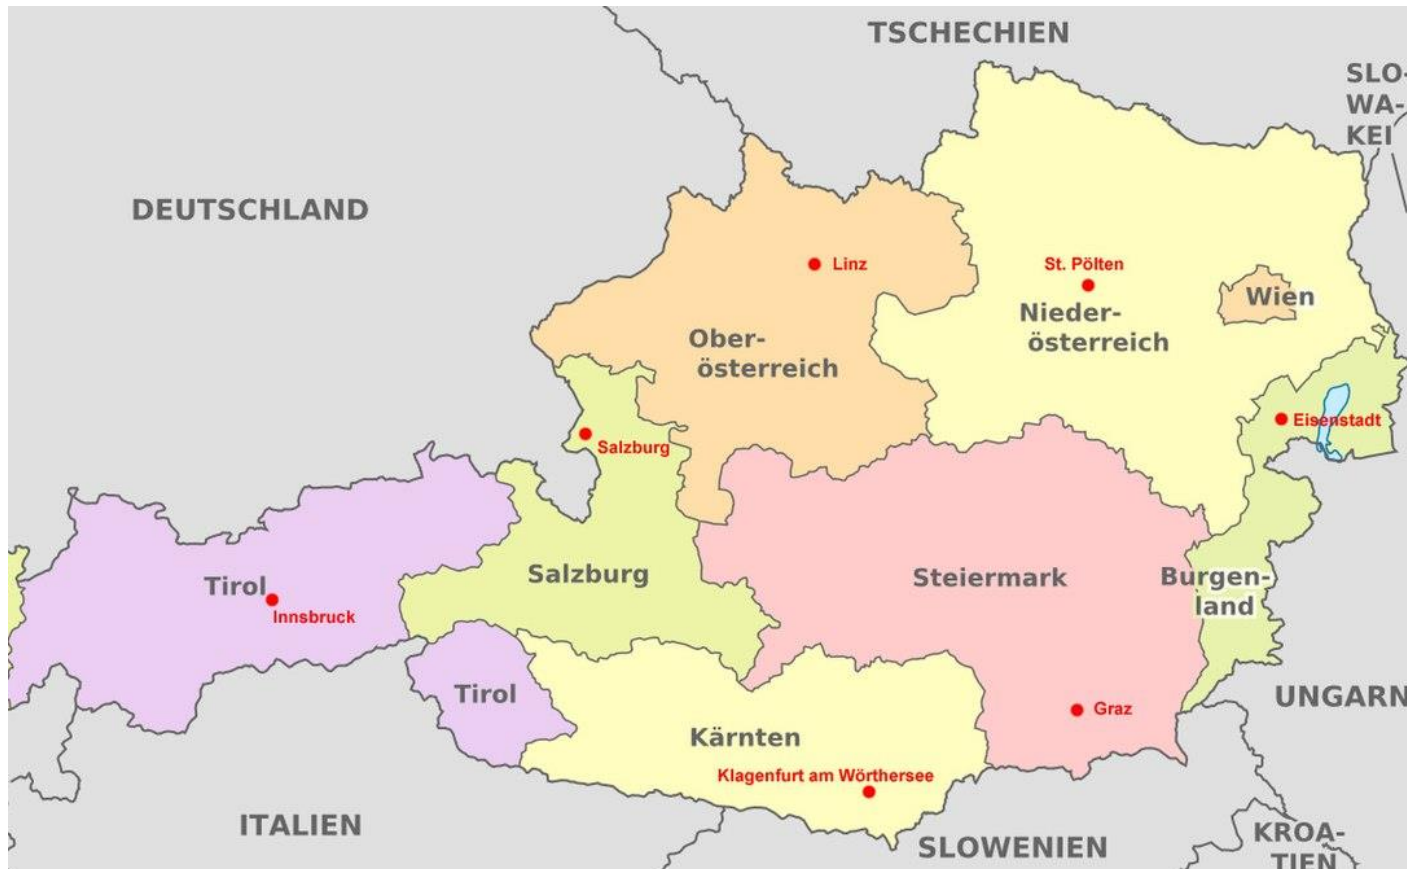 TSCHECHIEN
SLO-
WA-
KEI
DEUTSCHLAND
Linz
St. Pölten
Wien
Nieder-
österreich
Ober-
österreich
Eisenstadt
Salzburg
Salzburg
Steiermark
Burgen-
land
Tirol
Innsbruck
Tirol
UNGARN
Graz
Kärnten
Klagenfurt am Wörthersee
ITALIEN
SLOWENIEN
KROA-
TIEN